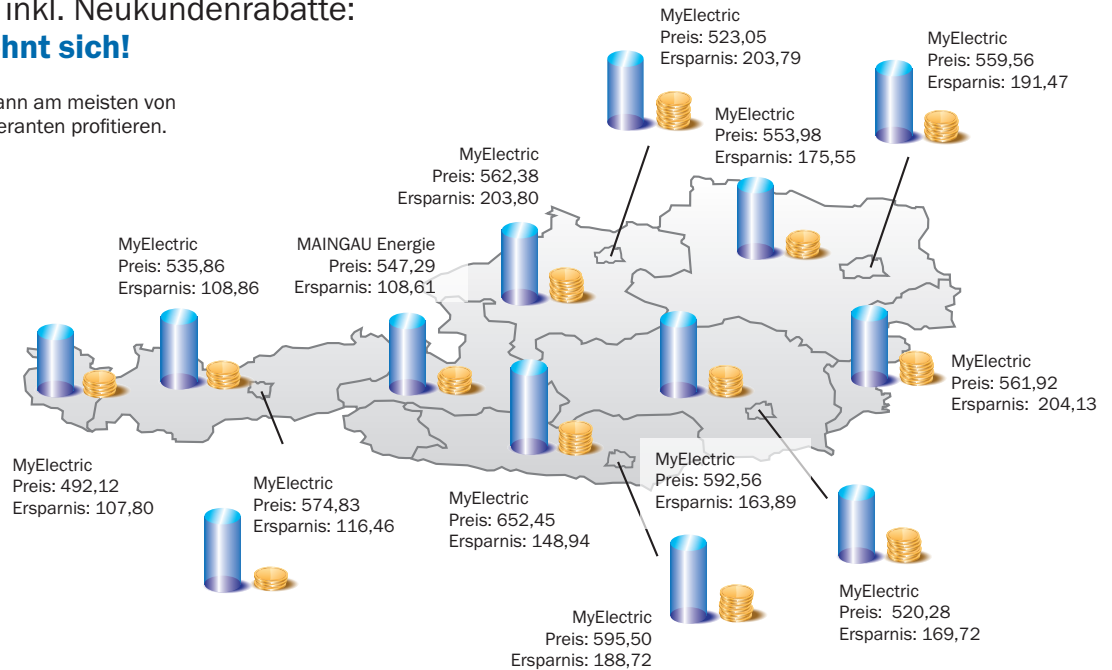 inkl. Neukundenrabatte:
hnt sich!
ann am meisten von
eranten profitieren.
MyElectric
Preis: 523,05
Ersparnis: 203,79
MyElectric
Preis: 559,56
Ersparnis: 191,47
MyElectric
Preis: 553,98
Ersparnis: 175,55
MyElectric
Preis: 562,38
Ersparnis: 203,80
MyElectric
Preis: 535,86
Ersparnis: 108,86
MAINGAU Energie
Preis: 547,29
Ersparnis: 108,61
MyElectric
Preis: 561,92
Ersparnis: 204,13
MyElectric
Preis: 492,12
Ersparnis: 107,80
MyElectric
Preis: 574,83
Ersparnis: 116,46
MyElectric
Preis: 652,45
Ersparnis: 148,94
MyElectric
Preis: 592,56
Ersparnis: 163,89
MyElectric
Preis: 595,50
Ersparnis: 188,72
MyElectric
Preis: 520,28
Ersparnis: 169,72